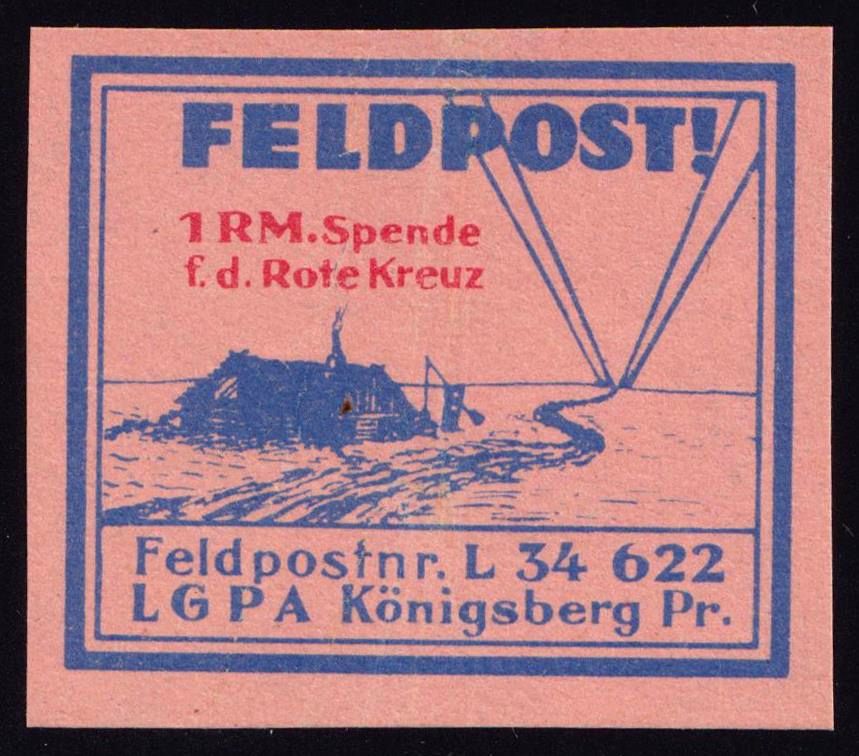 FELDPOST!
1 RM. Spende
f. d. Rote Kreuz
Feldpostnr. L 34 622
LGPA Königsberg Pr.